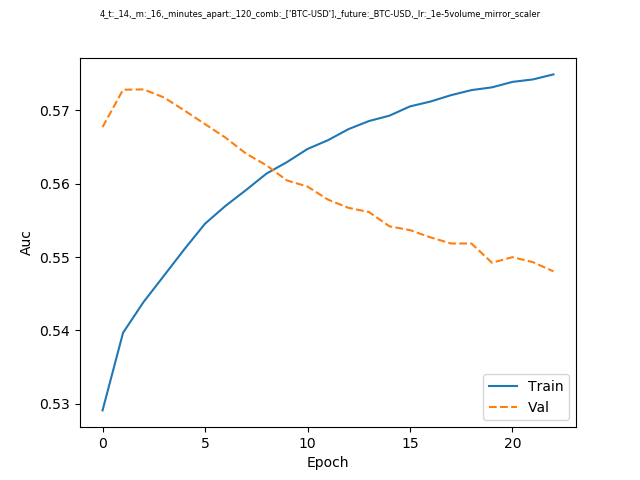 4_t:_14,_m:_16,_minutes_apart:_120_comb:_['BTC-USD'],_future:_BTC-USD,_lr:_1e-5volume_mirror_scaler
0.57
0.56
0.55
0.54
0.53
Auc
0 5 10 15 20
Epoch
Train
Val